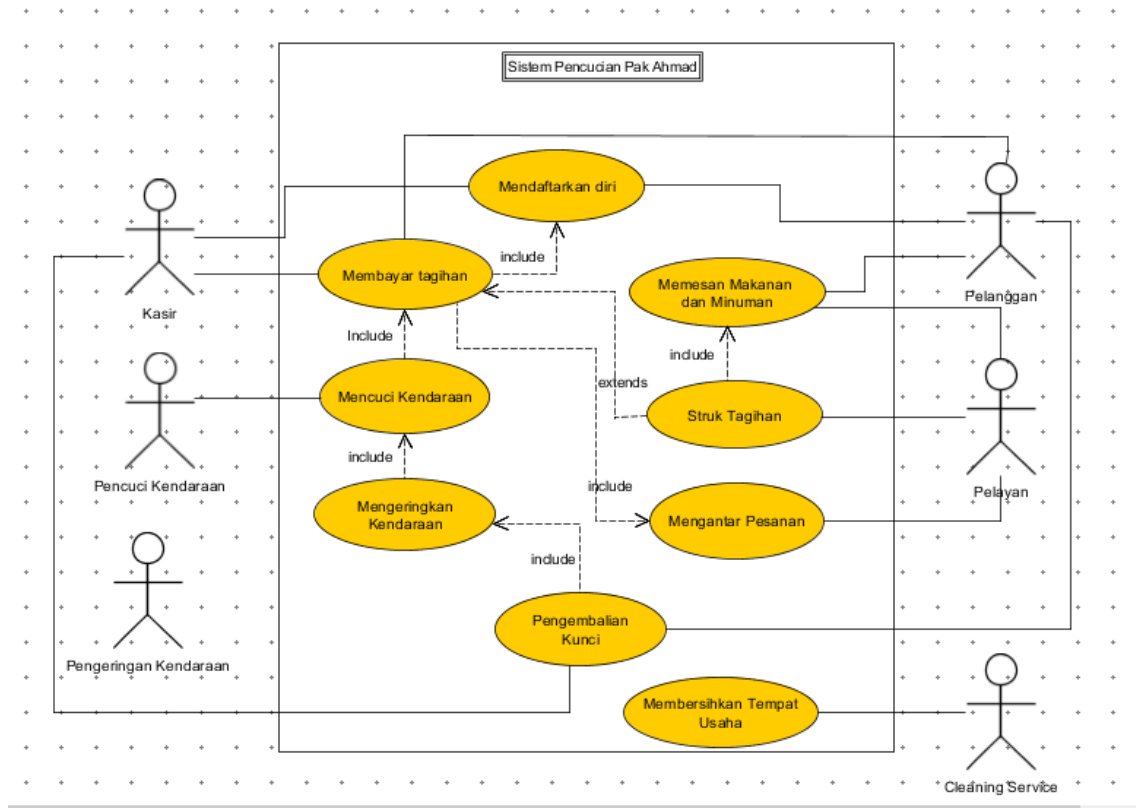 Sistem Pencucian Pak Ahmad
Mendaftarkan diri
include
Membayar tagihan
Kasir
Memesan Makanan
dan Minuman
Pelanggan
Include
include
extends
Mencuci Kendaraan
Struk Tagihan
Pencuci Kendaraan
include
include
Pelayan
Mengeringkan
Kendaraan
Mengantar Pesanan
include
Pengembalian
Kunci
Pengeringan Kendaraan
Membersihkan Tempat
Usaha
Cleaning Service